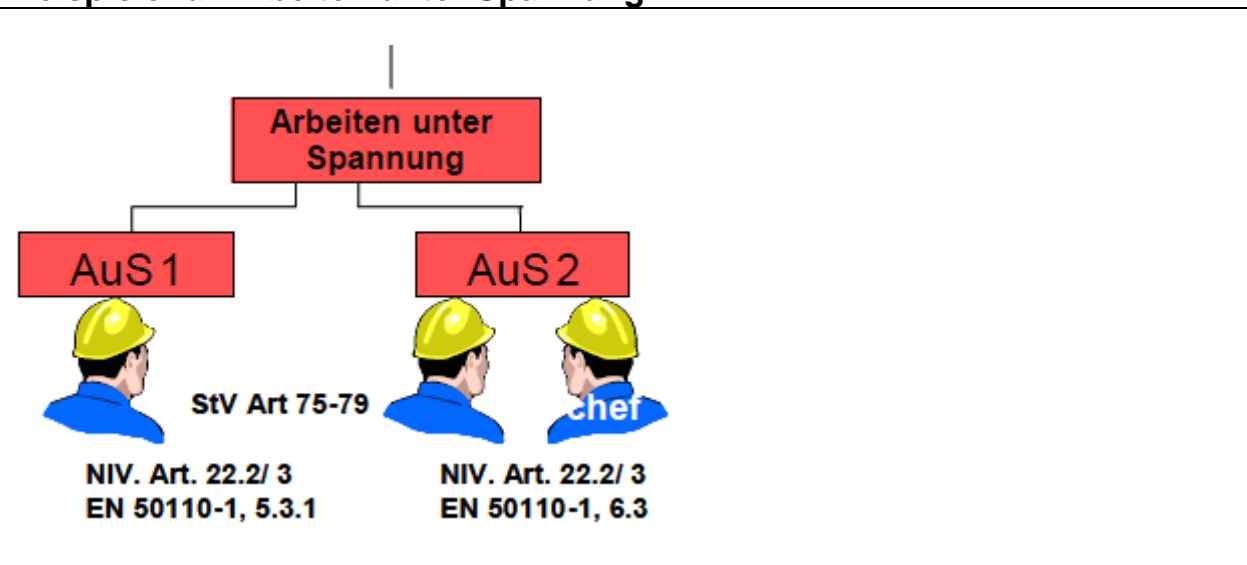 Arbeiten unter
Spannung
AuS 1
AuS 2
chef
StV Art 75-79
NIV. Art. 22.2/ 3
EN 50110-1, 5.3.1
NIV. Art. 22.2/ 3
EN 50110-1, 6.3